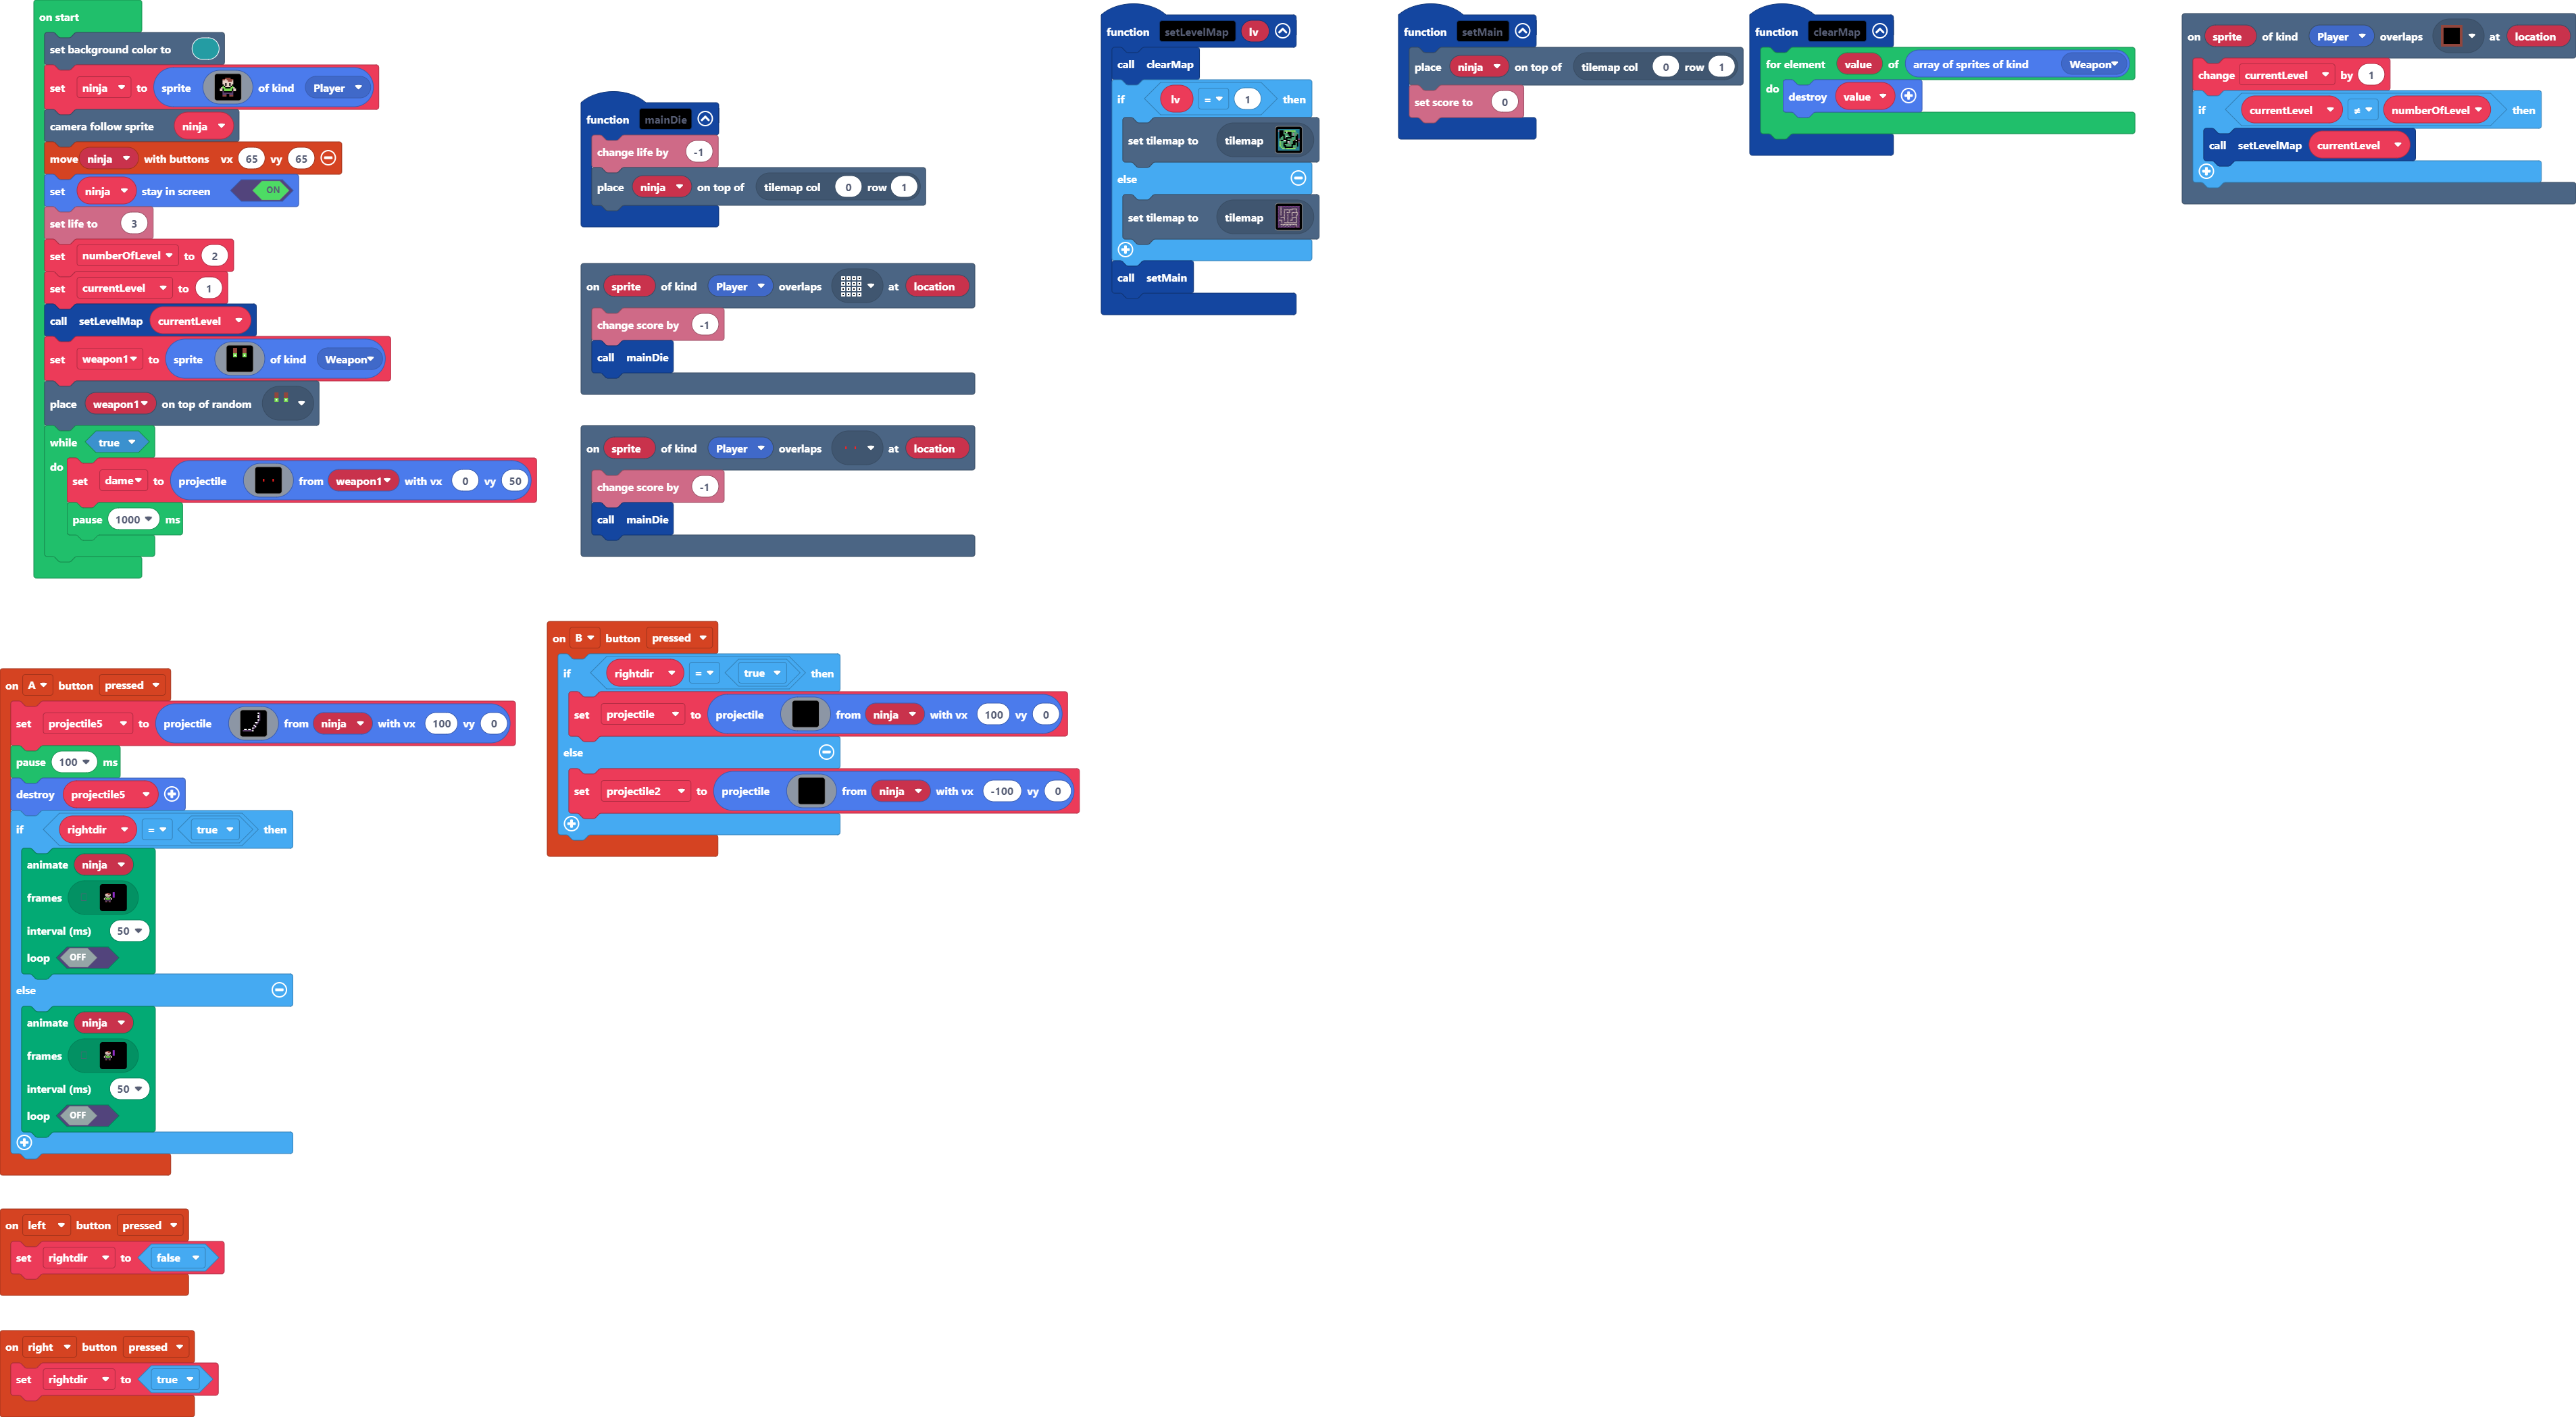 on start
set background color to
set ninja to sprite of kind Player
camera follow sprite ninja
move ninja with buttons vx 65 vy 65
set ninja stay in screen ON
set life to 3
set numberOfLevel to 2
set currentLevel to 1
call setLevelMap currentLevel
set weapon1 to sprite of kind Weapon
place weapon1 on top of random
while true
do
set dame to projectile from weapon1 with vx 0 vy 50
pause 1000 ms
function mainDie
change life by -1
place ninja on top of tilemap col 0 row 1
on sprite of kind Player overlaps at location
change score by -1
call mainDie
on sprite of kind Player overlaps at location
change score by -1
call mainDie
function setLevelMap lv
call clearMap
if lv = 1 then
set tilemap to tilemap
else
set tilemap to tilemap
call setMain
function setMain
place ninja on top of tilemap col 0 row 1
set score to 0
function clearMap
for element value of array of sprites of kind Weapon
do destroy value
on sprite of kind Player overlaps at location
change currentLevel by 1
if currentLevel ≠ numberOfLevel then
call setLevelMap currentLevel
on A button pressed
set projectile5 to projectile from ninja with vx 100 vy 0
pause 100 ms
destroy projectile5
if rightdir = true then
animate ninja
frames
interval (ms) 50
loop OFF
else
animate ninja
frames
interval (ms) 50
loop OFF
on B button pressed
if rightdir = true then
set projectile to projectile from ninja with vx 100 vy 0
else
set projectile2 to projectile from ninja with vx -100 vy 0
on left button pressed
set rightdir to false
on right button pressed
set rightdir to true